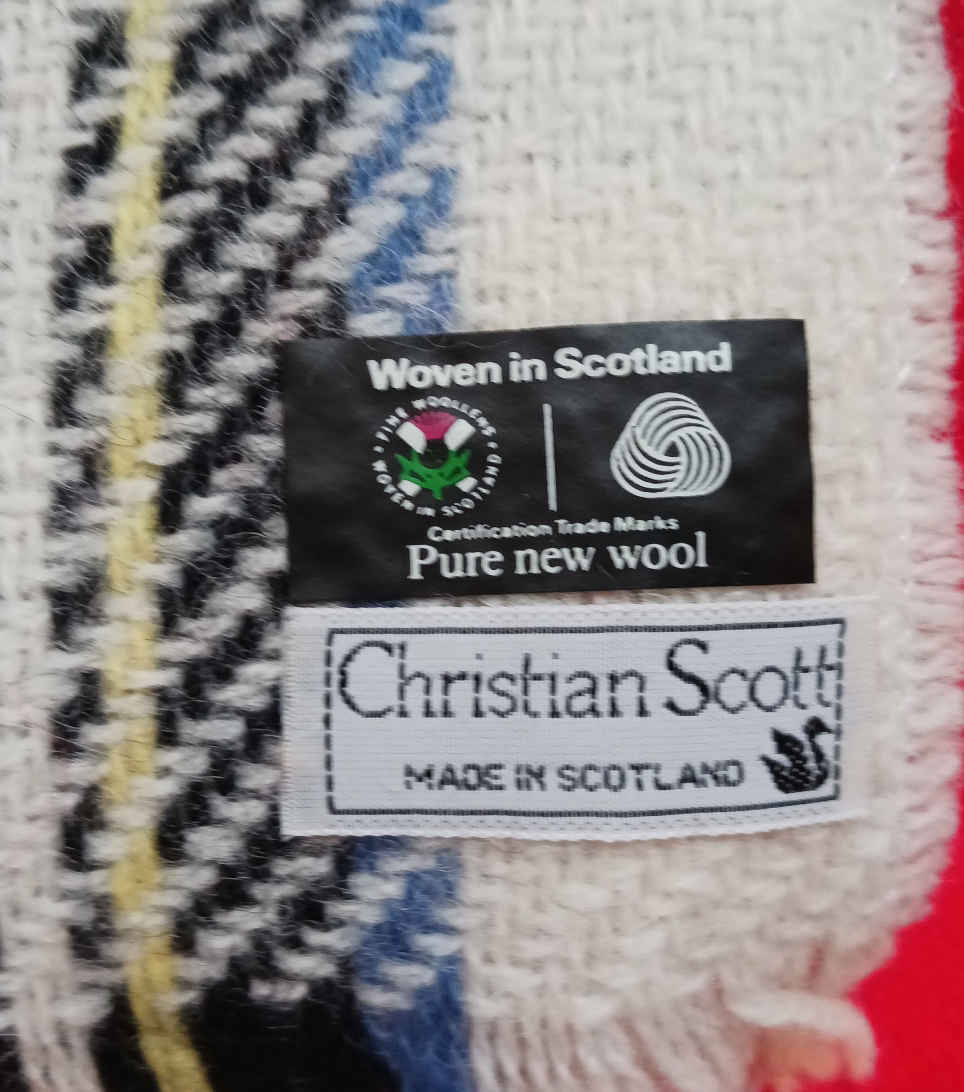 Woven in Scotland
FINE WOOLLENS
WOVEN IN SCOTLAND
Certification Trade Marks
Pure new wool
Christian Scott
MADE IN SCOTLAND